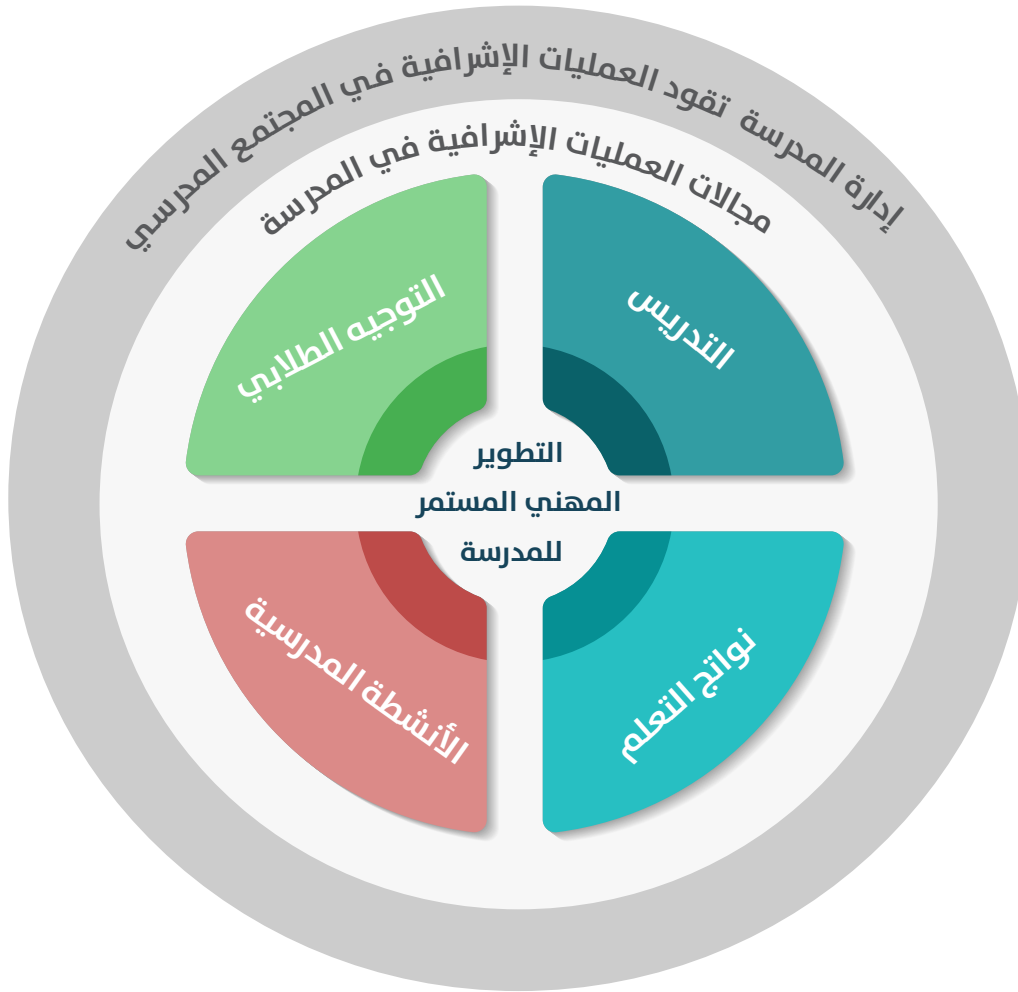 إدارة المدرسة تقود العمليات الإشرافية في المجتمع المدرسي
مجالات العمليات الإشرافية في المدرسة
التدريس
التوجيه الطلابي
التطوير
المهني المستمر
للمدرسة
نواتج التعلم
الأنشطة المدرسية